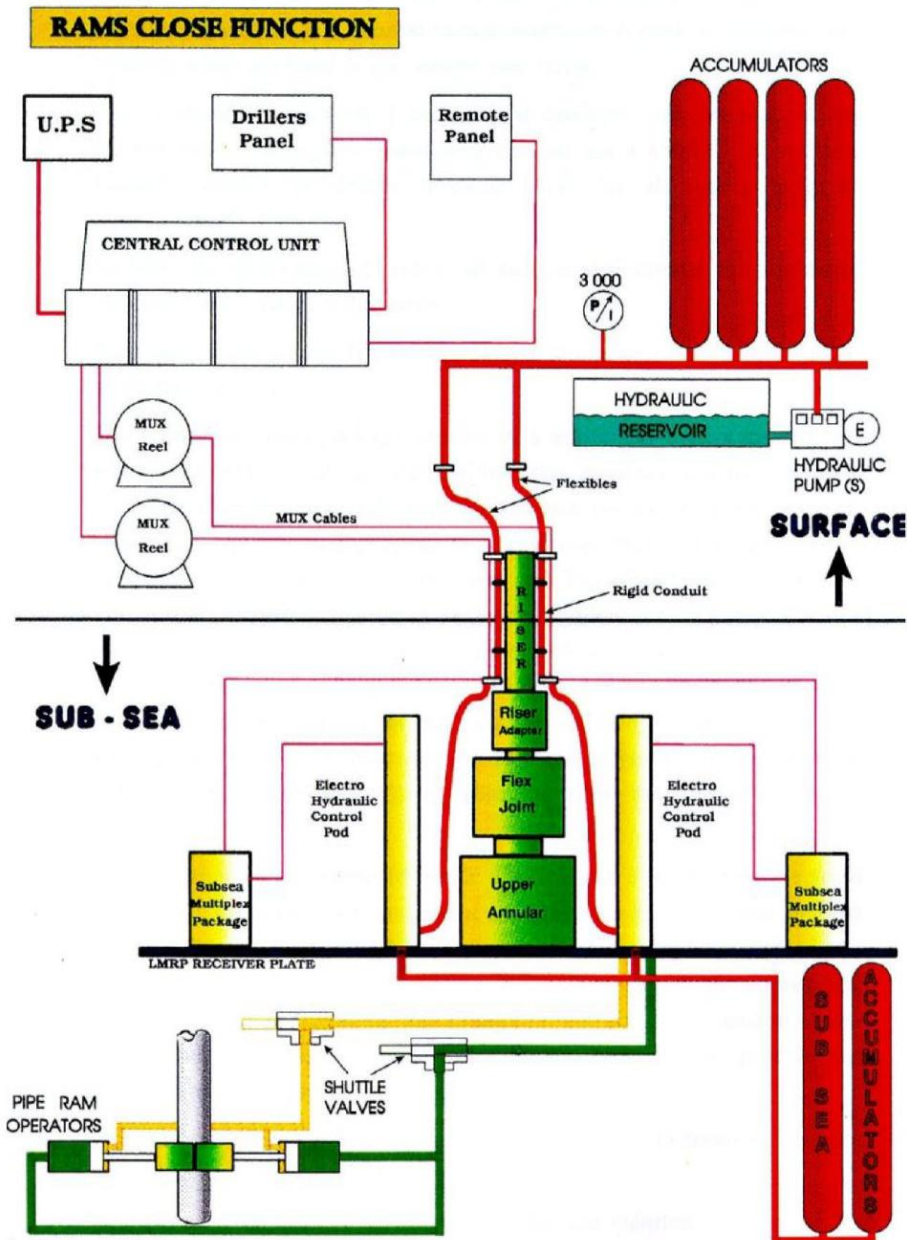 RAMS CLOSE FUNCTION
ACCUMULATORS
U.P.S
Drillers
Panel
Remote
Panel
CENTRAL CONTROL UNIT
3 000
P/I
HYDRAULIC
RESERVOIR
E
HYDRAULIC
PUMP (S)
MUX
Reel
Flexibles
MUX Cables
SURFACE
MUX
Reel
RISER
Rigid Conduit
SUB - SEA
Riser
Adapter
Electro
Hydraulic
Control
Pod
Flex
Joint
Electro
Hydraulic
Control
Pod
Subsea
Multiplex
Package
Upper
Annular
Subsea
Multiplex
Package
LMRP RECEIVER PLATE
SUB SEA
ACCUMULATORS
SHUTTLE
VALVES
PIPE RAM
OPERATORS